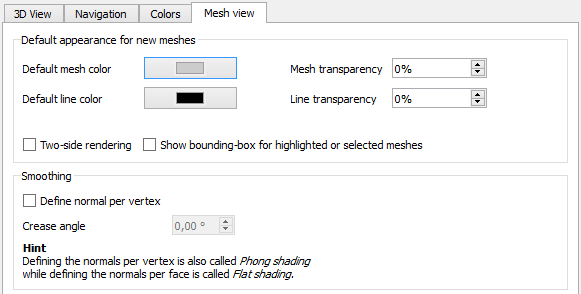 3D View Navigation Colors Mesh view
Default appearance for new meshes
Default mesh color Mesh transparency 0%
Default line color Line transparency 0%
Two-side rendering Show bounding-box for highlighted or selected meshes
Smoothing
Define normal per vertex
Crease angle 0,00 °
Hint
Defining the normals per vertex is also called Phong shading
while defining the normals per face is called Flat shading.